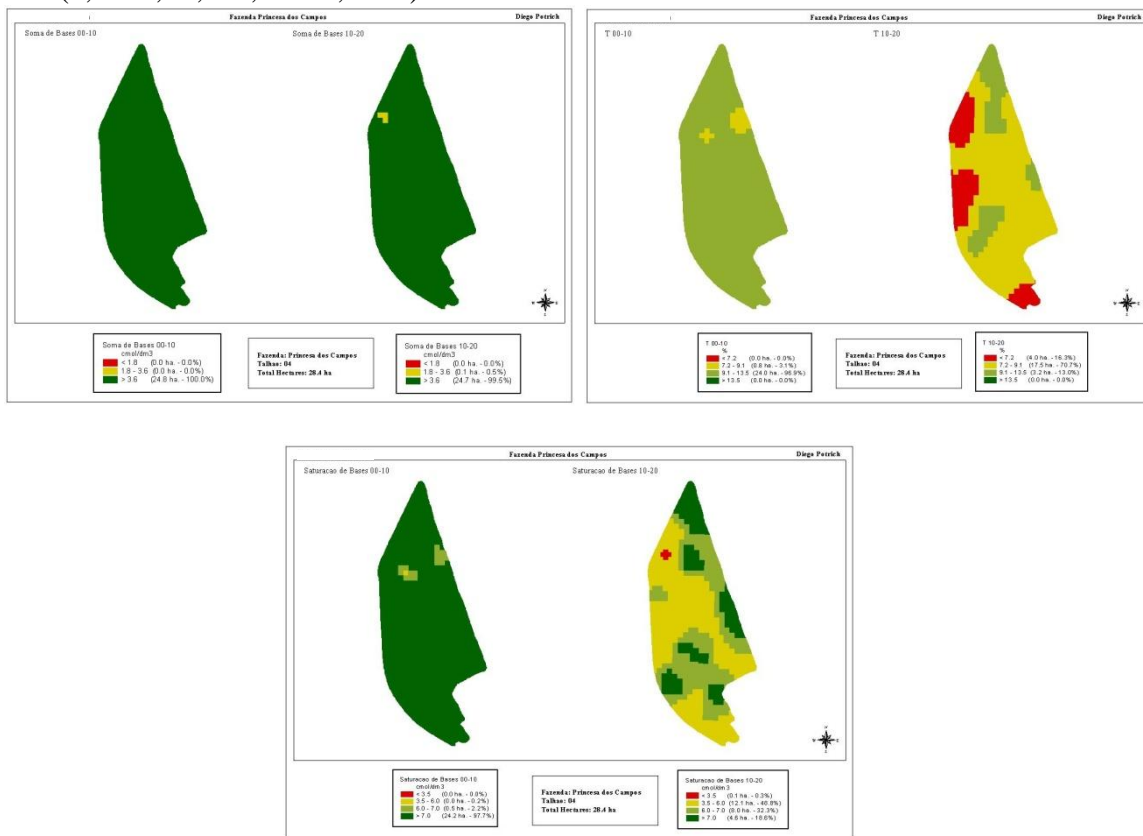 Fazenda Princesa dos Campos Diego Potrich
Soma de Bases 00-10 Soma de Bases 10-20
Soma de Bases 00-10
cmol/dm3
< 1.8 (0.0 ha. - 0.0%)
1.8 - 3.6 (0.0 ha. - 0.0%)
> 3.6 (24.8 ha. - 100.0%)
Fazenda: Princesa dos Campos
Talhao: 04
Total Hectares: 28.4 ha
Soma de Bases 10-20
cmol/dm3
< 1.8 (0.0 ha. - 0.0%)
1.8 - 3.6 (0.1 ha. - 0.5%)
> 3.6 (24.7 ha. - 99.5%)
Fazenda Princesa dos Campos Diego Potrich
T 00-10 T 10-20
T 00-10
%
< 7.2 (0.0 ha. - 0.0%)
7.2 - 9.1 (0.8 ha. - 3.1%)
9.1 - 13.5 (24.0 ha. - 96.9%)
> 13.5 (0.0 ha. - 0.0%)
Fazenda: Princesa dos Campos
Talhao: 04
Total Hectares: 28.4 ha
T 10-20
%
< 7.2 (4.0 ha. - 16.3%)
7.2 - 9.1 (17.5 ha. - 70.7%)
9.1 - 13.5 (3.2 ha. - 13.0%)
> 13.5 (0.0 ha. - 0.0%)
Fazenda Princesa dos Campos Diego Potrich
Saturacao de Bases 00-10 Saturacao de Bases 10-20
Saturacao de Bases 00-10
cmol/dm3
< 3.5 (0.0 ha. - 0.0%)
3.5 - 6.0 (0.0 ha. - 0.2%)
6.0 - 7.0 (0.5 ha. - 2.2%)
> 7.0 (24.2 ha. - 97.7%)
Fazenda: Princesa dos Campos
Talhao: 04
Total Hectares: 28.4 ha
Saturacao de Bases 10-20
cmol/dm3
< 3.5 (0.1 ha. - 0.3%)
3.5 - 6.0 (12.1 ha.
6.0 - 7.0
> 7.0 (4.6 ha. - 18.6%)